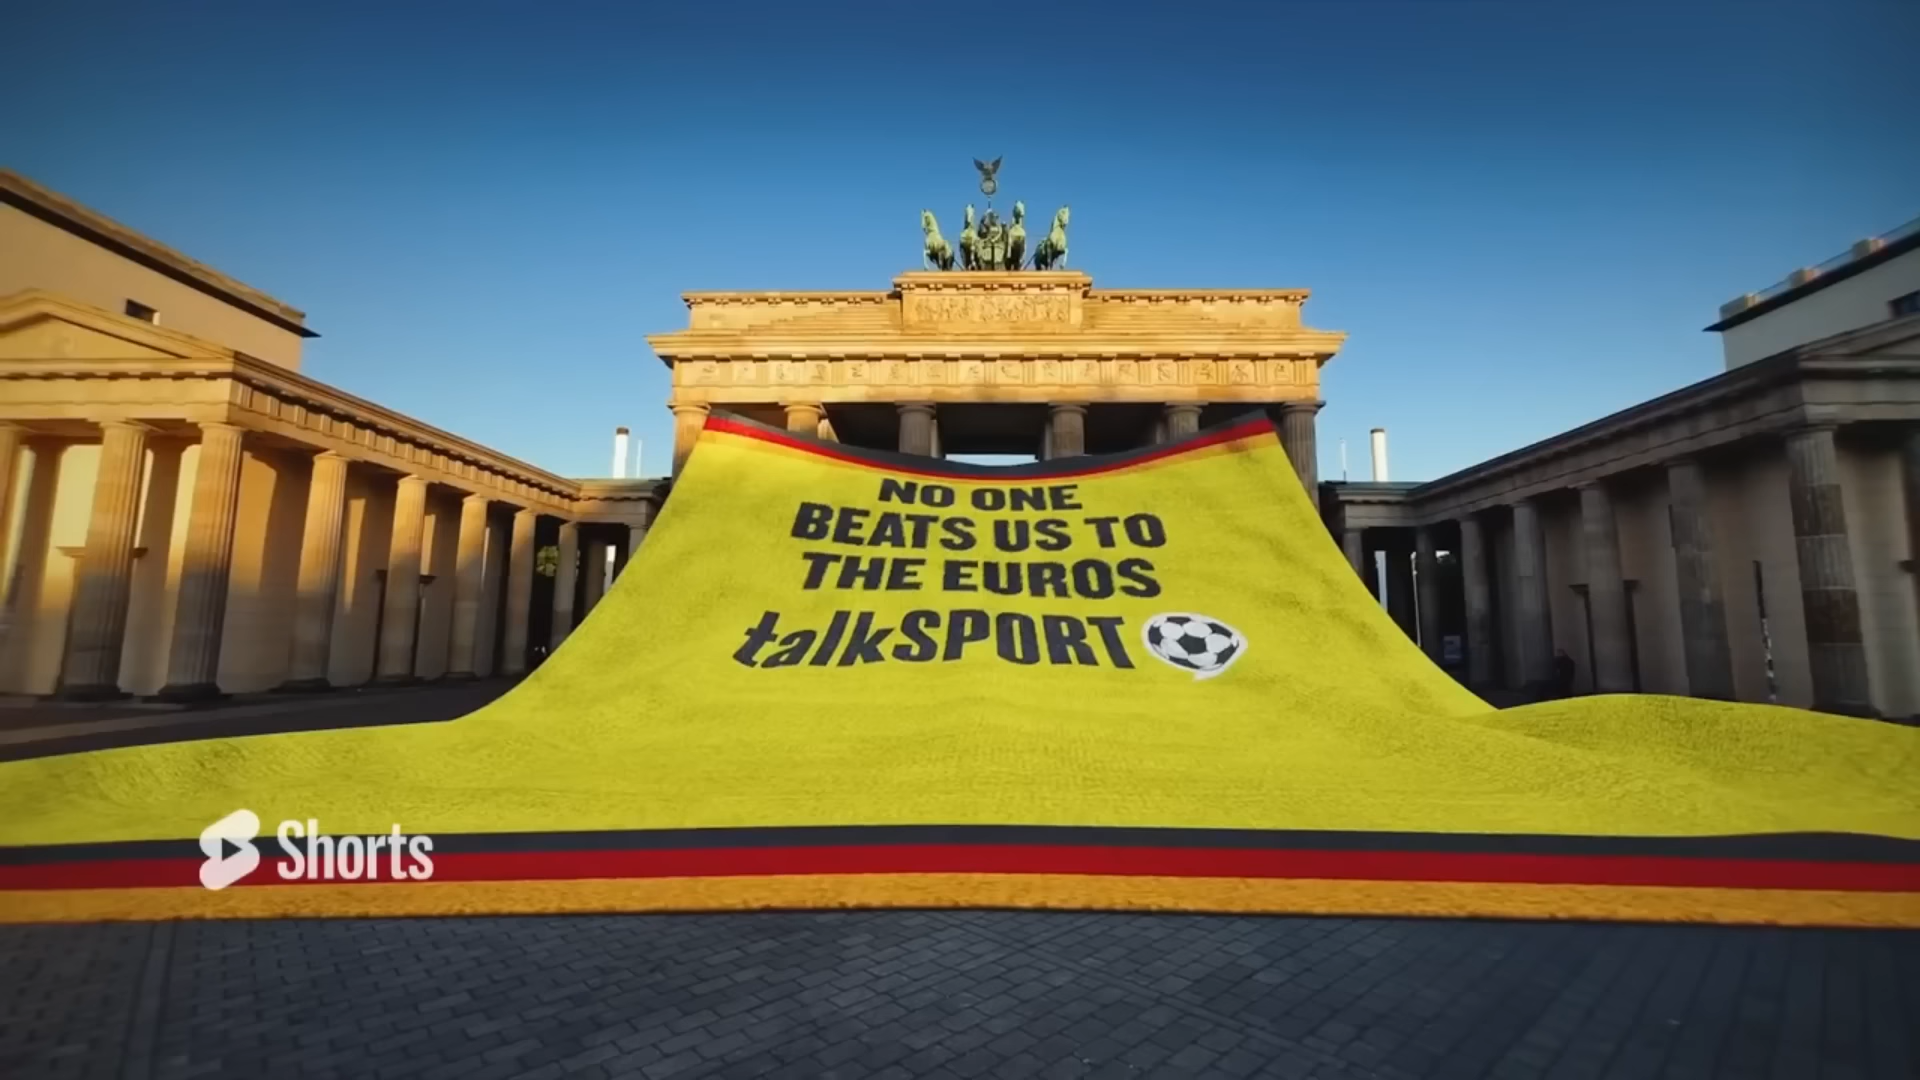 NO ONE
BEATS US TO
THE EUROS
talkSPORT
Shorts